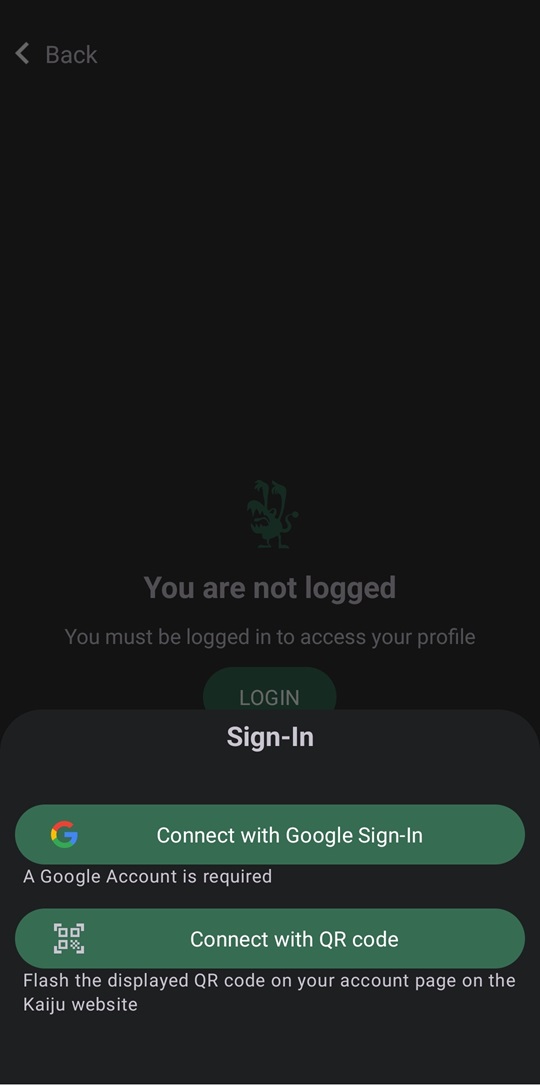 Back
You are not logged
You must be logged in to access your profile
LOGIN
Sign-In
Connect with Google Sign-In
A Google Account is required
Connect with QR code
Flash the displayed QR code on your account page on the
Kaiju website